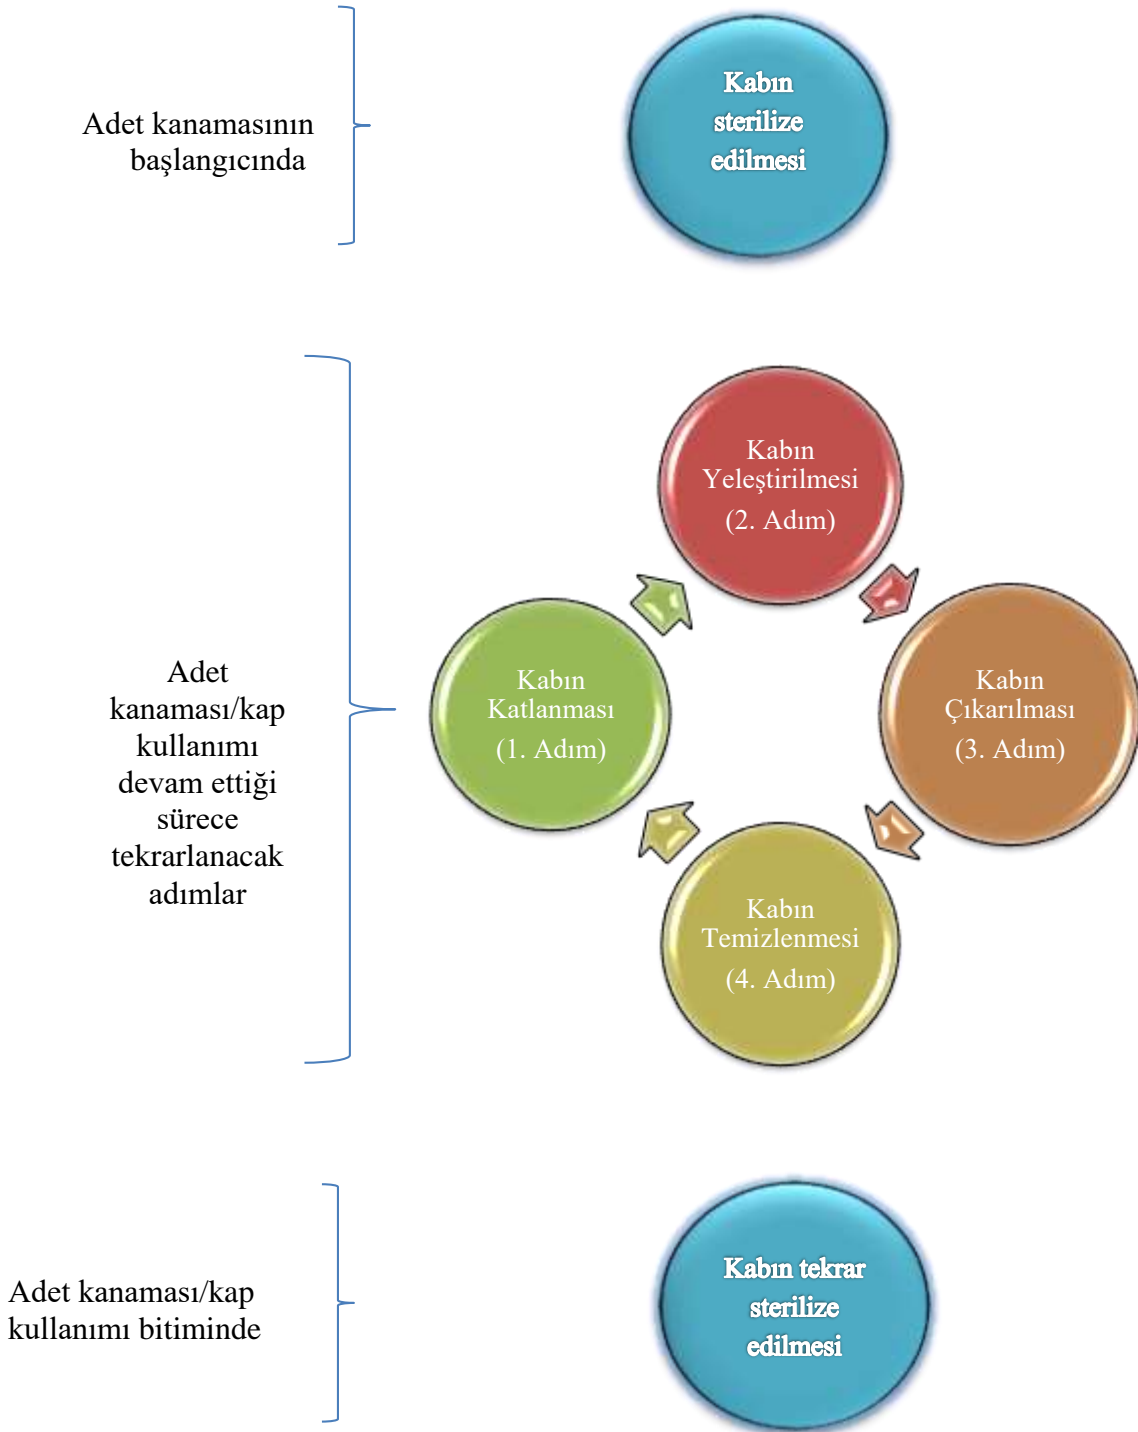 Adet kanamasının
başlangıcında
Kabın
sterilize
edilmesi
Adet
kanaması/kap
kullanımı
devam ettiği
sürece
tekrarlanacak
adımlar
Kabın
Katlanması
(1. Adım)
Kabın
Yeleştirilmesi
(2. Adım)
Kabın
Çıkarılması
(3. Adım)
Kabın
Temizlenmesi
(4. Adım)
Adet kanaması/kap
kullanımı bitiminde
Kabın tekrar
sterilize
edilmesi